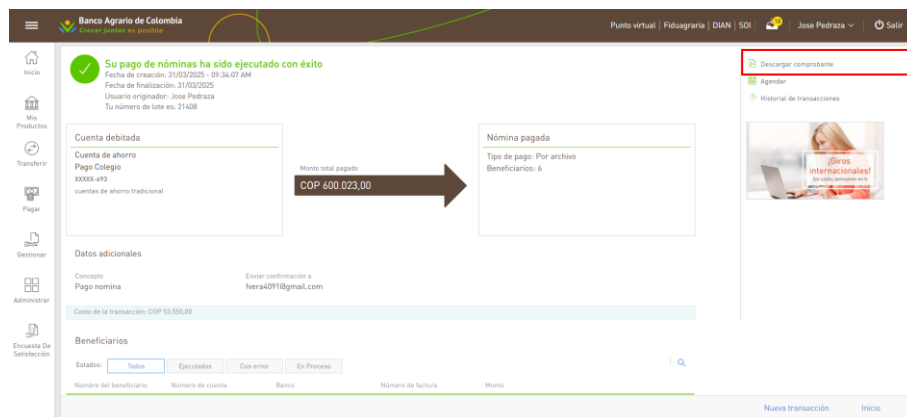 Banco Agrario de Colombia
Crecer juntos es posible
Punto virtual | Fiduagraria | DIAN | SOI |
Jose Pedraza
Salir
Inicio
Mis
Productos
Transferir
Pagar
Gestionar
Administrar
Encuesta De
Satisfacción
Su pago de nóminas ha sido ejecutado con éxito
Fecha de creación: 31/03/2025 - 09:34:07 AM
Fecha de finalización: 31/03/2025
Usuario originador: Jose Pedraza
Tu número de lote es: 21408
Cuenta debitada
Cuenta de ahorro
Pago Colegio
XXXXX-693
cuentas de ahorro tradicional
Monto total pagado
COP 600.023,00
Nómina pagada
Tipo de pago: Por archivo
Beneficiarios: 6
Datos adicionales
Concepto
Pago nomina
Enviar confirmación a
fvera4091@gmail.com
Costo de la transacción: COP 53.550,00
Beneficiarios
Estados: Todos Ejecutados Con error En Proceso
Nombre del beneficiario Número de cuenta Banco Número de factura Monto
Descargar comprobante
Agendar
Historial de transacciones
¡Giros
internacionales!
Nueva transacción Inicio